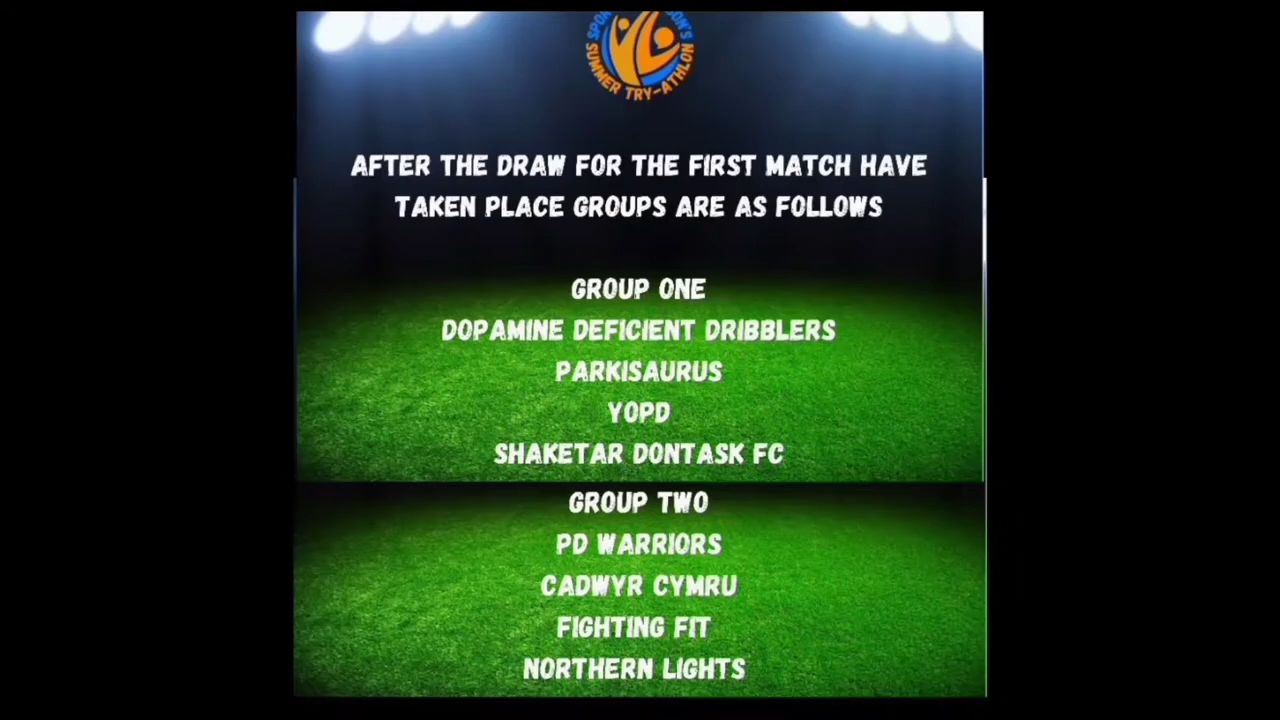 SUMMER TRY-ATHLON
AFTER THE DRAW FOR THE FIRST MATCH HAVE
TAKEN PLACE GROUPS ARE AS FOLLOWS
GROUP ONE
DOPAMINE DEFICIENT DRIBBLERS
PARKISAURUS
YOPD
SHAKETAR DONTASK FC
GROUP TWO
PD WARRIORS
CADWYR CYMRU
FIGHTING FIT
NORTHERN LIGHTS